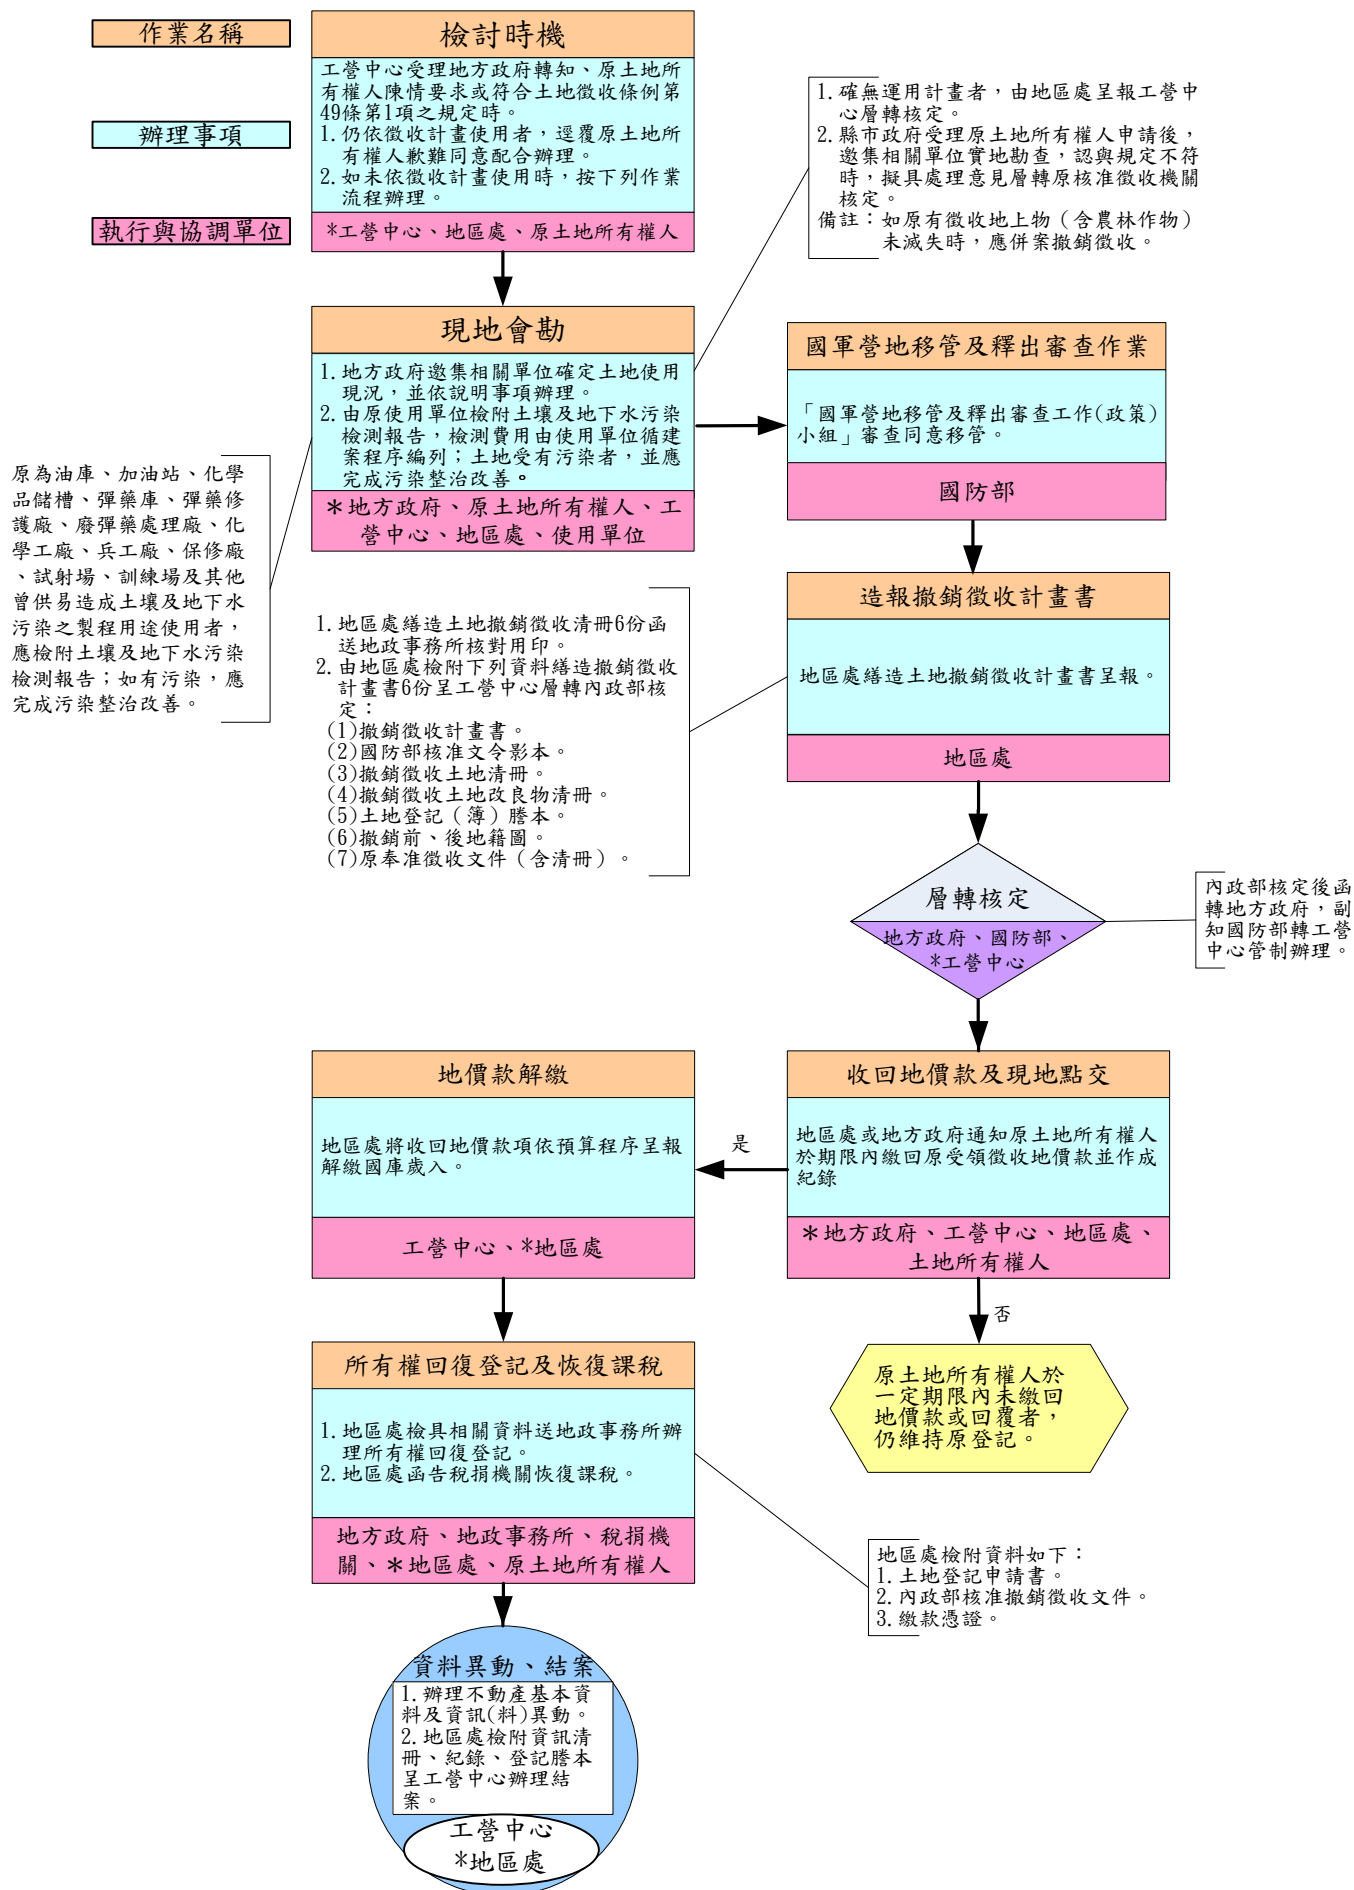 作業名稱
辦理事項
執行與協調單位
檢討時機
工營中心受理地方政府轉知、原土地所
有權人陳情要求或符合土地徵收條例第
49條第1項之規定時。
1.仍依徵收計畫使用者，逕覆原土地所
有權人歉難同意配合辦理。
2.如未依徵收計畫使用時，按下列作業
流程辦理。
*工營中心、地區處、原土地所有權人
1.確無運用計畫者，由地區處呈報工營中
心層轉核定。
2.縣市政府受理原土地所有權人申請後，
邀集相關單位實地勘查，認與規定不符
時，擬具處理意見層轉原核准徵收機關
核定。
備註：如原有徵收地上物（含農林作物）
未滅失時，應併案撤銷徵收。
現地會勘
1.地方政府邀集相關單位確定土地使用
現況，並依說明事項辦理。
2.由原使用單位檢附土壤及地下水污染
檢測報告，檢測費用由使用單位循建
案程序編列；土地受有污染者，並應
完成污染整治改善。
＊地方政府、原土地所有權人、工
營中心、地區處、使用單位
原為油庫、加油站、化學
品儲槽、彈藥庫、彈藥修
護廠、廢彈藥處理廠、化
學工廠、兵工廠、保修廠
、試射場、訓練場及其他
曾供易造成土壤及地下水
污染之製程用途使用者，
應檢附土壤及地下水污染
檢測報告；如有污染，應
完成污染整治改善。
國軍營地移管及釋出審查作業
「國軍營地移管及釋出審查工作(政策)
小組」審查同意移管。
國防部
造報撤銷徵收計畫書
地區處繕造土地撤銷徵收計畫書呈報。
地區處
1.地區處繕造土地撤銷徵收清冊6份函
送地政事務所核對用印。
2.由地區處檢附下列資料繕造撤銷徵收
計畫書6份呈工營中心層轉內政部核
定：
(1)撤銷徵收計畫書。
(2)國防部核准文令影本。
(3)撤銷徵收土地清冊。
(4)撤銷徵收土地改良物清冊。
(5)土地登記（簿）謄本。
(6)撤銷前、後地籍圖。
(7)原奉准徵收文件（含清冊）。
層轉核定
地方政府、國防部、
*工營中心
內政部核定後函
轉地方政府，副
知國防部轉工營
中心管制辦理。
收回地價款及現地點交
地區處或地方政府通知原土地所有權人
於期限內繳回原受領徵收地價款並作成
紀錄
＊地方政府、工營中心、地區處、
土地所有權人
是
否
地價款解繳
地區處將收回地價款項依預算程序呈報
解繳國庫歲入。
工營中心、*地區處
原土地所有權人於
一定期限內未繳回
地價款或回覆者，
仍維持原登記。
所有權回復登記及恢復課稅
1.地區處檢具相關資料送地政事務所辦
理所有權回復登記。
2.地區處函告稅捐機關恢復課稅。
地方政府、地政事務所、稅捐機
關、＊地區處、原土地所有權人
地區處檢附資料如下：
1.土地登記申請書。
2.內政部核准撤銷徵收文件。
3.繳款憑證。
資料異動、結案
1.辦理不動產基本資
料及資訊(料)異動。
2.地區處檢附資訊清
冊、紀錄、登記謄本
呈工營中心辦理結
案。
工營中心
*地區處